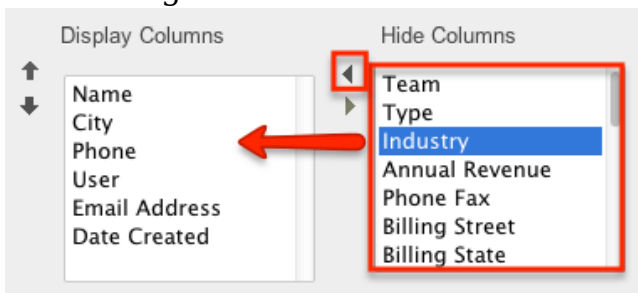 Display Columns
Hide Columns
Name
City
Phone
User
Email Address
Date Created
Team
Type
Industry
Annual Revenue
Phone Fax
Billing Street
Billing State